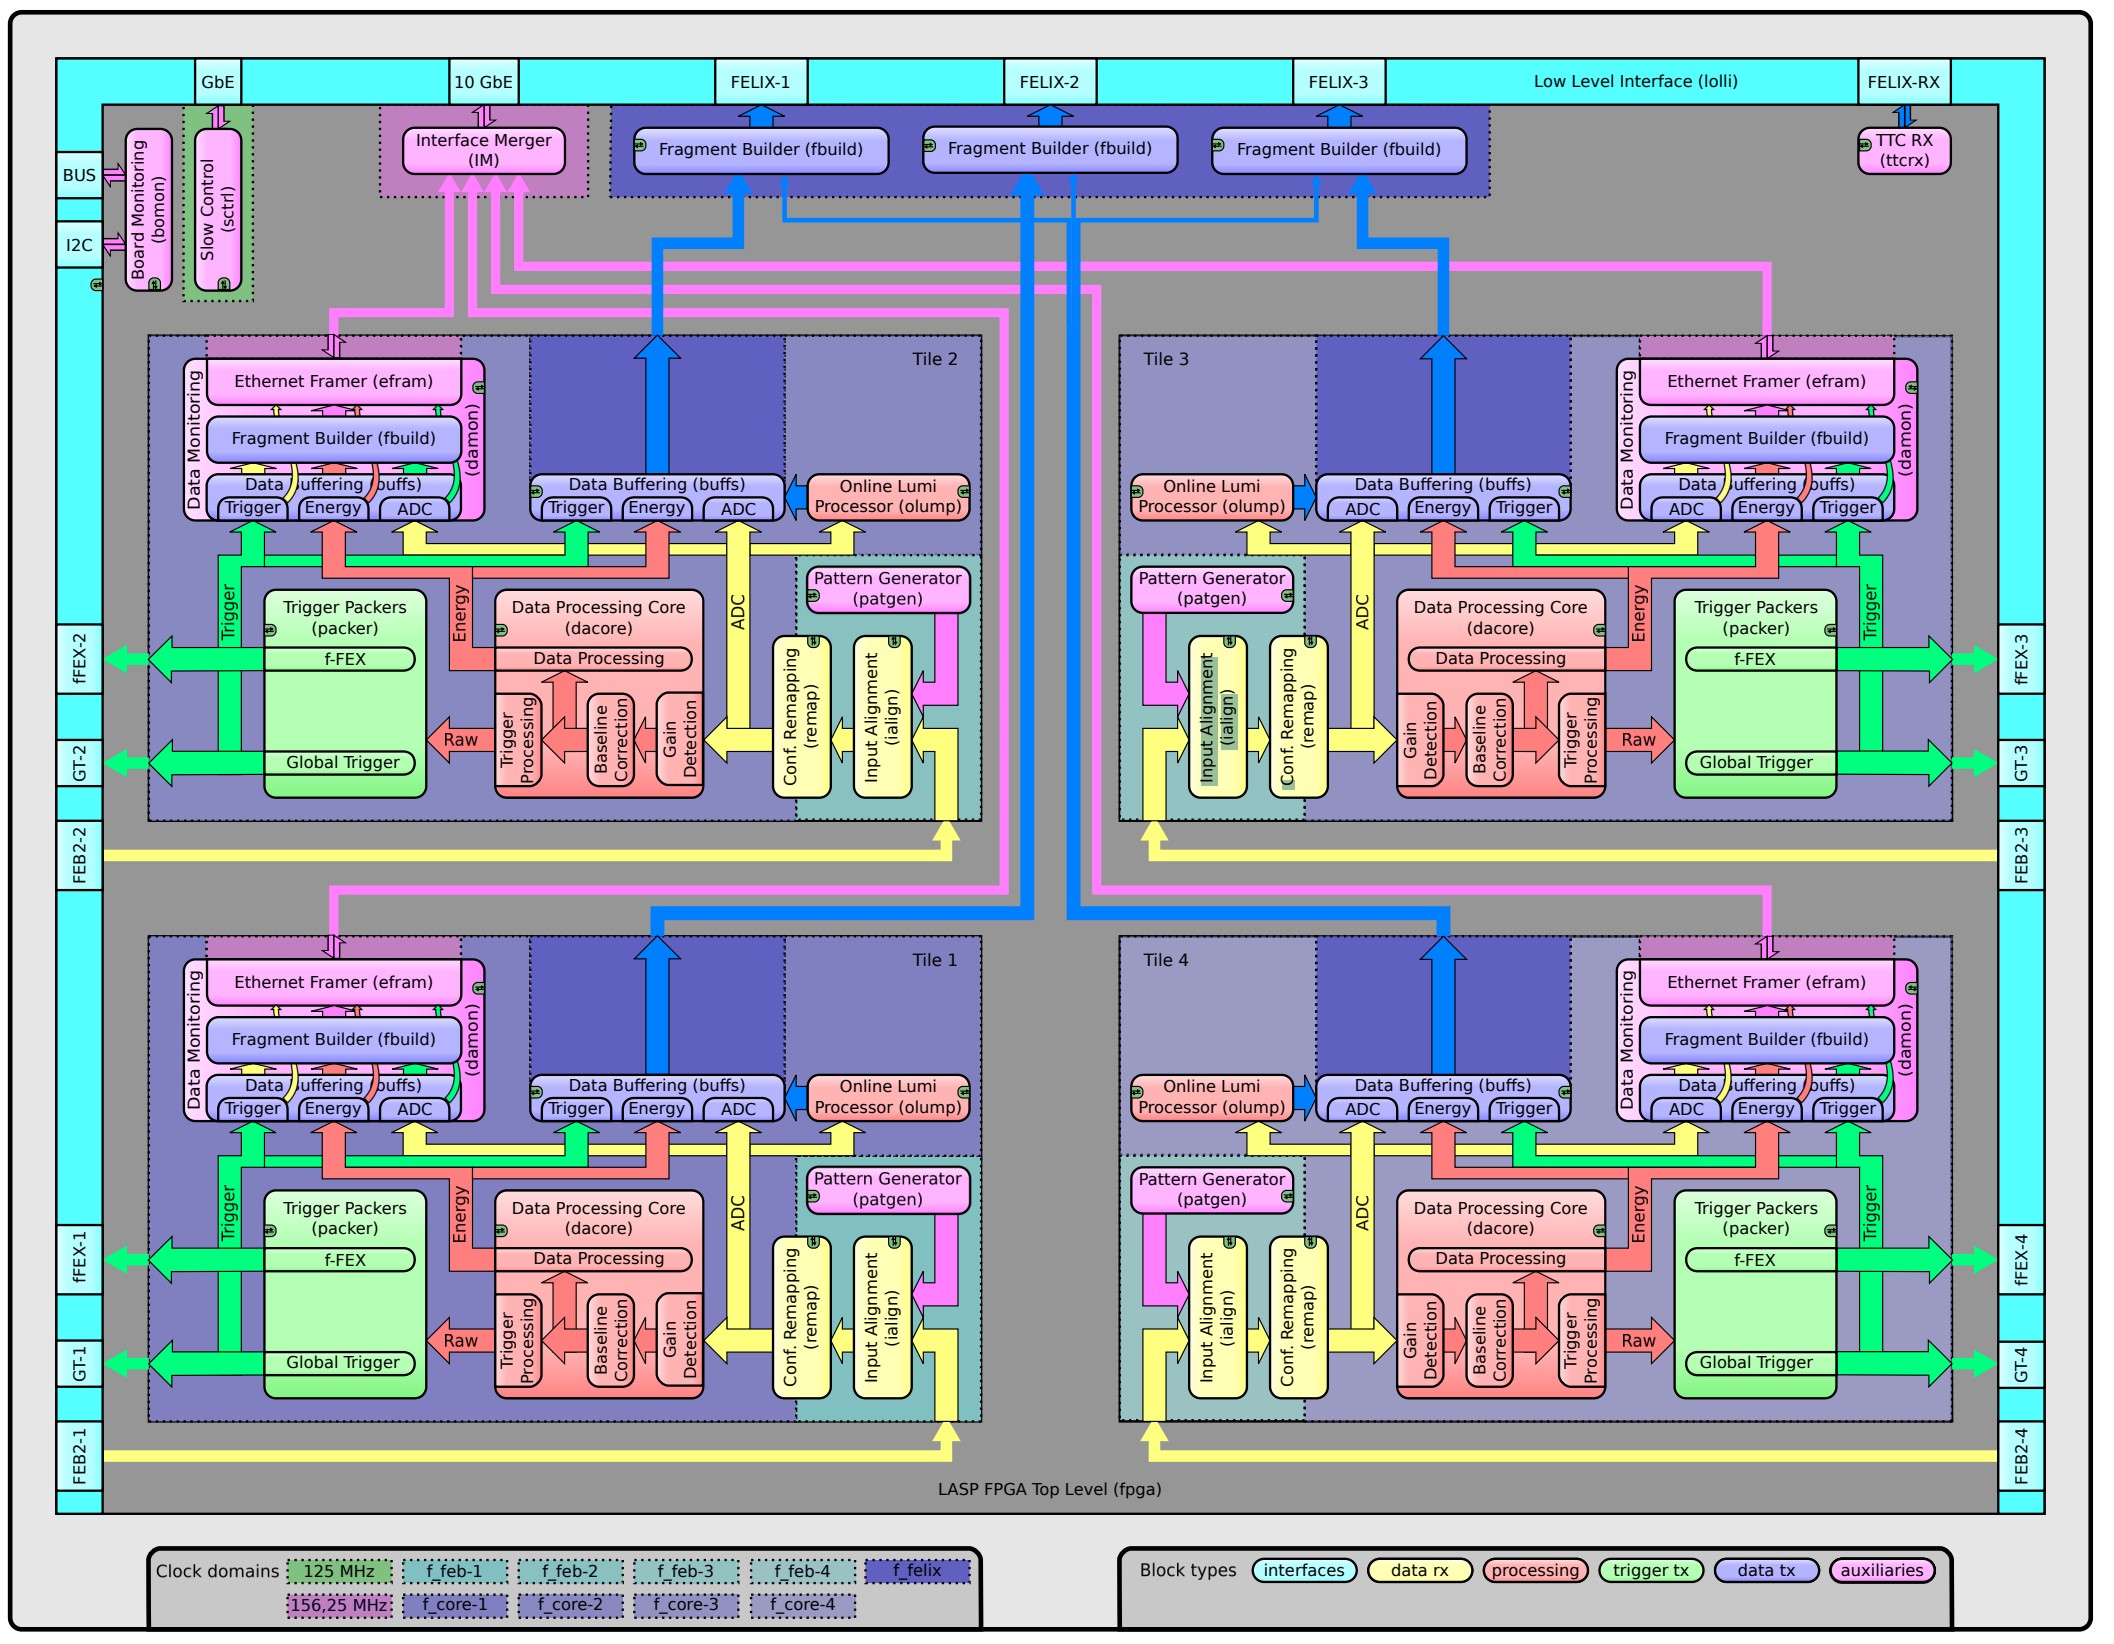 GbE
10 GbE
FELIX-1
FELIX-2
FELIX-3
Low Level Interface (lolli)
FELIX-RX
BUS
I2C
Board Monitoring
(bomon)
Slow Control
(sctrl)
Interface Merger
(IM)
Fragment Builder (fbuild)
Fragment Builder (fbuild)
Fragment Builder (fbuild)
TTC RX
(ttcrx)
Tile 2
Data Monitoring
(damon)
Ethernet Framer (efram)
Fragment Builder (fbuild)
Data Buffering (buffs)
Trigger
Energy
ADC
Data Buffering (buffs)
Trigger
Energy
ADC
Online Lumi
Processor (olump)
Pattern Generator
(patgen)
Trigger
Trigger Packers
(packer)
f-FEX
Global Trigger
Energy
Raw
Data Processing Core
(dacore)
Data Processing
Trigger
Processing
Baseline
Correction
Gain
Detection
ADC
Conf. Remapping
(remap)
Input Alignment
(ialign)
fFEX-2
GT-2
FEB2-2
Tile 3
Online Lumi
Processor (olump)
Data Buffering (buffs)
ADC
Energy
Trigger
Data Monitoring
(damon)
Ethernet Framer (efram)
Fragment Builder (fbuild)
Data Buffering (buffs)
ADC
Energy
Trigger
Pattern Generator
(patgen)
Input Alignment
(ialign)
Conf. Remapping
(remap)
ADC
Data Processing Core
(dacore)
Data Processing
Gain
Detection
Baseline
Correction
Trigger
Processing
Energy
Raw
Trigger Packers
(packer)
f-FEX
Global Trigger
Trigger
fFEX-3
GT-3
FEB2-3
Tile 1
Data Monitoring
(damon)
Ethernet Framer (efram)
Fragment Builder (fbuild)
Data Buffering (buffs)
Trigger
Energy
ADC
Data Buffering (buffs)
Trigger
Energy
ADC
Online Lumi
Processor (olump)
Pattern Generator
(patgen)
Trigger
Trigger Packers
(packer)
f-FEX
Global Trigger
Energy
Raw
Data Processing Core
(dacore)
Data Processing
Trigger
Processing
Baseline
Correction
Gain
Detection
ADC
Conf. Remapping
(remap)
Input Alignment
(ialign)
fFEX-1
GT-1
FEB2-1
Tile 4
Online Lumi
Processor (olump)
Data Buffering (buffs)
ADC
Energy
Trigger
Data Monitoring
(damon)
Ethernet Framer (efram)
Fragment Builder (fbuild)
Data Buffering (buffs)
ADC
Energy
Trigger
Pattern Generator
(patgen)
Input Alignment
(ialign)
Conf. Remapping
(remap)
ADC
Data Processing Core
(dacore)
Data Processing
Gain
Detection
Baseline
Correction
Trigger
Processing
Energy
Raw
Trigger Packers
(packer)
f-FEX
Global Trigger
Trigger
fFEX-4
GT-4
FEB2-4
LASP FPGA Top Level (fpga)
Clock domains
125 MHz
f_feb-1
f_feb-2
f_feb-3
f_feb-4
f_felix
156,25 MHz
f_core-1
f_core-2
f_core-3
f_core-4
Block types
interfaces
data rx
processing
trigger tx
data tx
auxiliaries